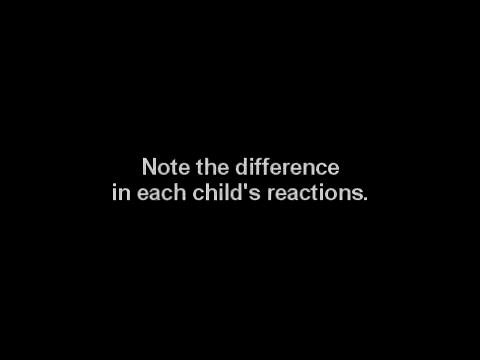 Note the difference
in each child's reactions.